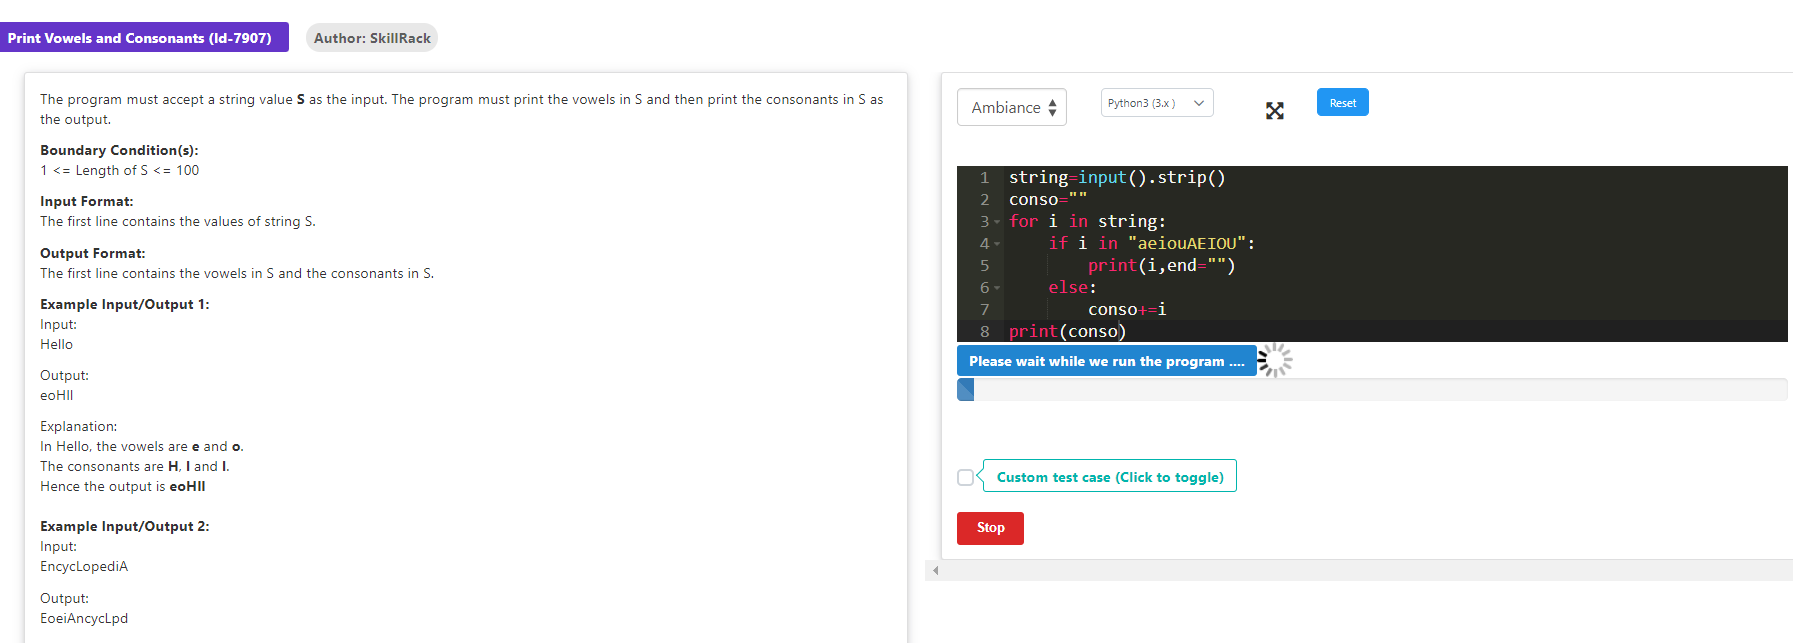 Print Vowels and Consonants (Id-7907)
Author: SkillRack
The program must accept a string value S as the input. The program must print the vowels in S and then print the consonants in S as
the output.
Boundary Condition(s):
1 <= Length of S <= 100
Input Format:
The first line contains the values of string S.
Output Format:
The first line contains the vowels in S and the consonants in S.
Example Input/Output 1:
Input:
Hello
Output:
eoHll
Explanation:
In Hello, the vowels are e and o.
The consonants are H, l and l.
Hence the output is eoHll
Example Input/Output 2:
Input:
EncycLopediA
Output:
EoeiAncycLpd
Ambiance
Python3 (3.x)
Reset
1 string=input().strip()
2 conso=""
3 for i in string:
4     if i in "aeiouAEIOU":
5         print(i,end="")
6     else:
7         conso+=i
8 print(conso)
Please wait while we run the program ....
Custom test case (Click to toggle)
Stop